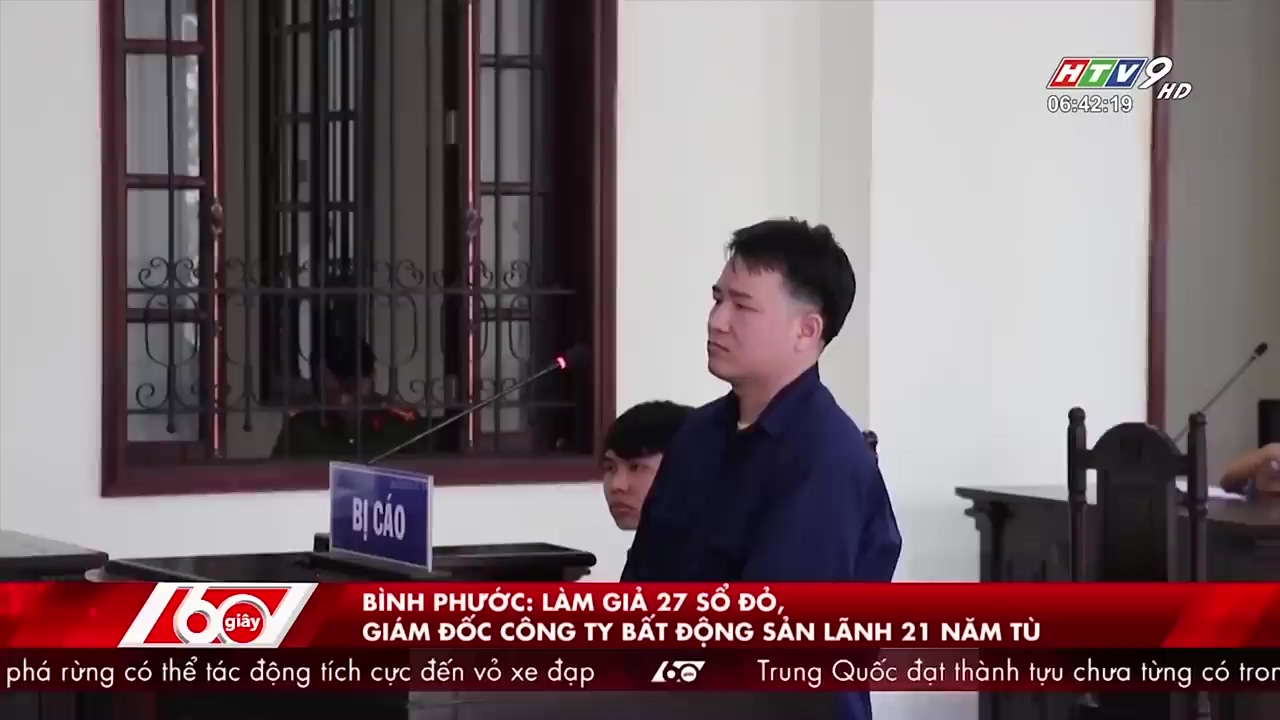 HTV9 HD
06:42:19
BỊ CÁO
60 giây
BÌNH PHƯỚC: LÀM GIẢ 27 SỔ ĐỎ,
GIÁM ĐỐC CÔNG TY BẤT ĐỘNG SẢN LÃNH 21 NĂM TÙ
phá rừng có thể tác động tích cực đến vỏ xe đạp 60 Trung Quốc đạt thành tựu chưa từng có tron